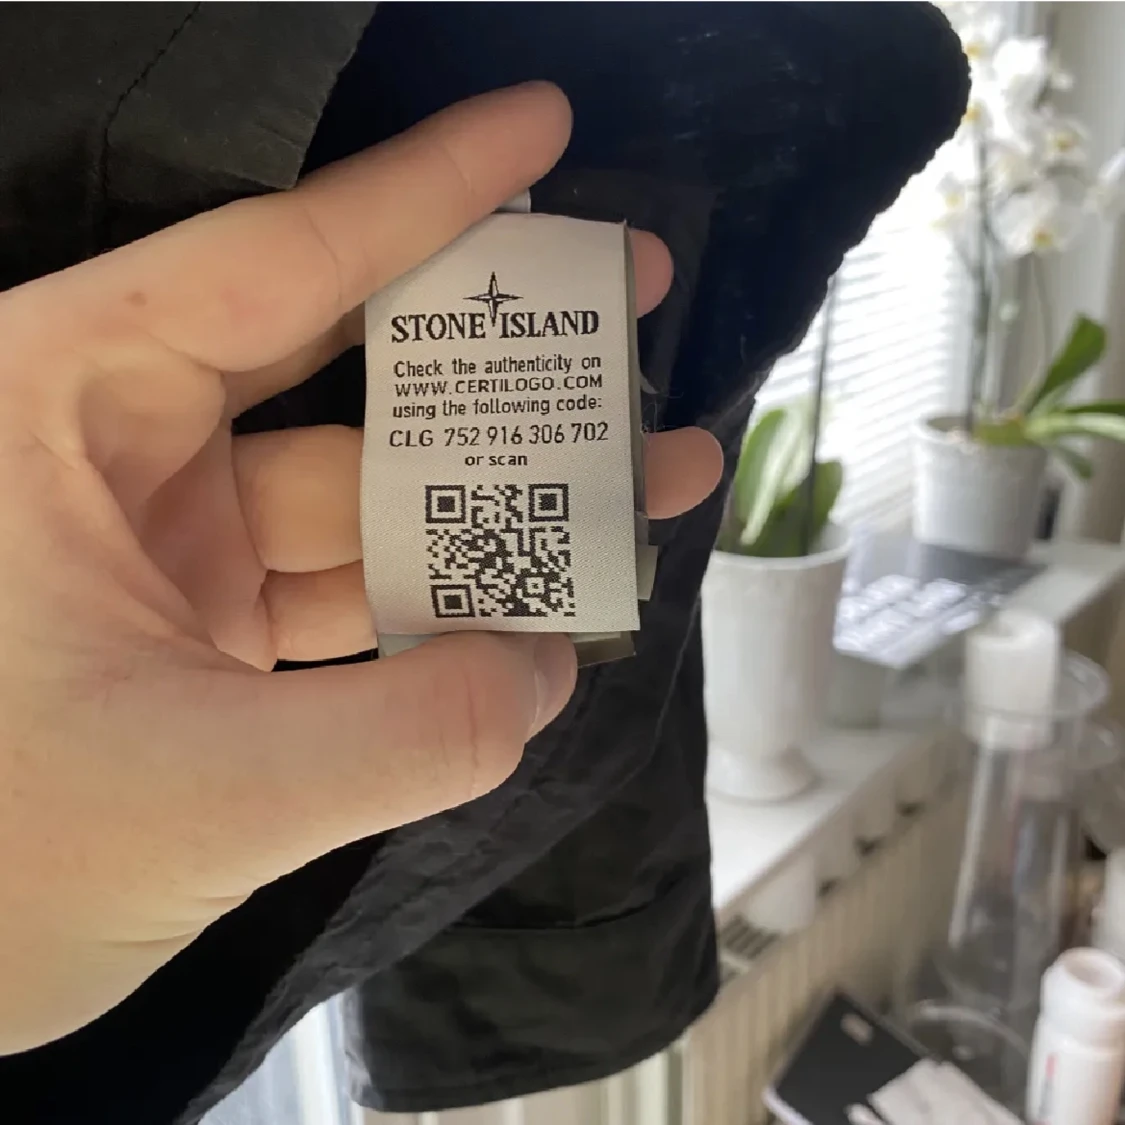 STONE ISLAND
Check the authenticity on
WWW.CERTILOGO.COM
using the following code:
CLG 752 916 306 702
or scan